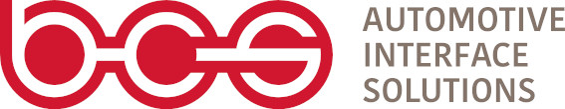 bcs
AUTOMOTIVE
INTERFACE
SOLUTIONS